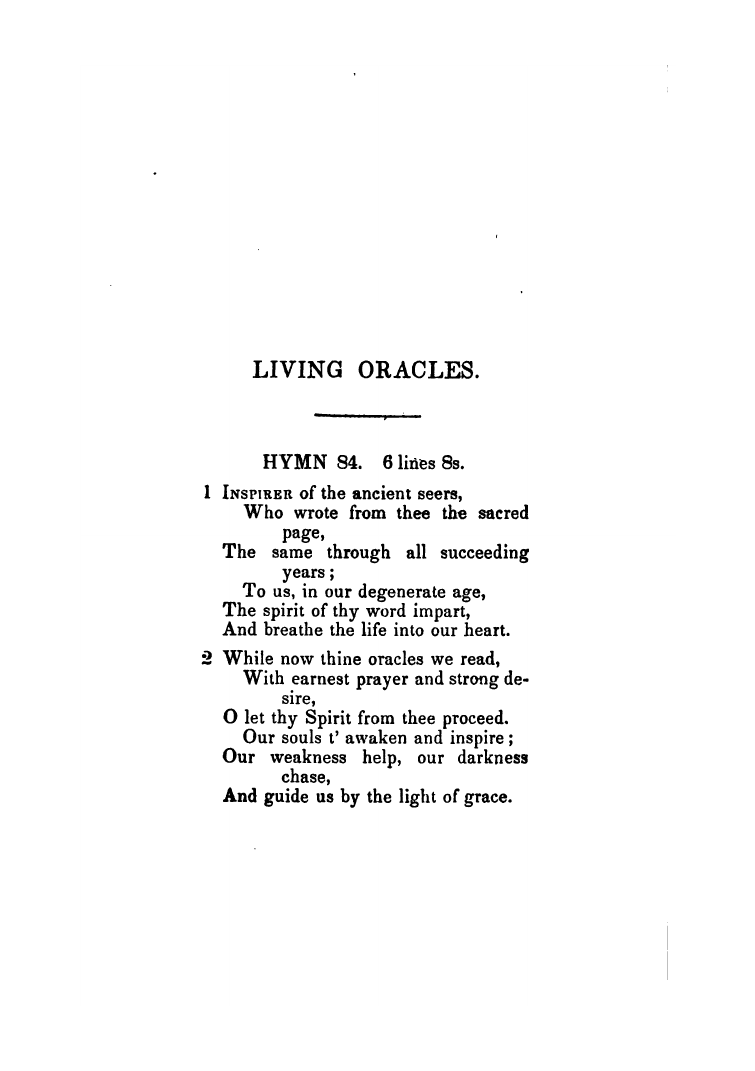 LIVING ORACLES.
HYMN 84. 6 lines 8s.
1 INSPIRER of the ancient seers,
Who wrote from thee the sacred
page,
The same through all succeeding
years ;
To us, in our degenerate age,
The spirit of thy word impart,
And breathe the life into our heart.
2 While now thine oracles we read,
With earnest prayer and strong de-
sire,
O let thy Spirit from thee proceed.
Our souls t' awaken and inspire ;
Our weakness help, our darkness
chase,
And guide us by the light of grace.